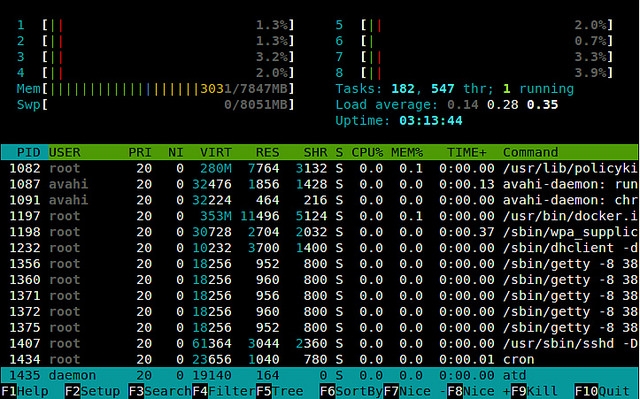 1 [|| 1.3%] 5 [|| 2.0%]
2 [|| 1.3%] 6 [| 0.7%]
3 [|| 3.2%] 7 [|| 3.3%]
4 [|| 2.0%] 8 [|| 3.9%]
Mem[|||||||||||||||||||3031/7847MB] Tasks: 182, 547 thr; 1 running
Swp[ 0/8051MB] Load average: 0.14 0.28 0.35
Uptime: 03:13:44
PID USER PRI NI VIRT RES SHR S CPU% MEM% TIME+ Command
1082 root 20 0 280M 7764 3132 S 0.0 0.1 0:00.00 /usr/lib/policyki
1087 avahi 20 0 32476 1856 1428 S 0.0 0.0 0:00.13 avahi-daemon: run
1091 avahi 20 0 32224 464 216 S 0.0 0.0 0:00.00 avahi-daemon: chr
1197 root 20 0 353M 11496 5124 S 0.0 0.1 0:00.00 /usr/bin/docker.i
1198 root 20 0 30728 2704 2032 S 0.0 0.0 0:00.37 /sbin/wpa_supplic
1232 root 20 0 10232 3700 1400 S 0.0 0.0 0:00.00 /sbin/dhclient -d
1356 root 20 0 18256 952 800 S 0.0 0.0 0:00.00 /sbin/getty -8 38
1360 root 20 0 18256 960 800 S 0.0 0.0 0:00.00 /sbin/getty -8 38
1371 root 20 0 18256 956 800 S 0.0 0.0 0:00.00 /sbin/getty -8 38
1372 root 20 0 18256 960 800 S 0.0 0.0 0:00.00 /sbin/getty -8 38
1375 root 20 0 18256 952 800 S 0.0 0.0 0:00.00 /sbin/getty -8 38
1407 root 20 0 61364 3044 2360 S 0.0 0.0 0:00.00 /usr/sbin/sshd -D
1434 root 20 0 23656 1040 780 S 0.0 0.0 0:00.01 cron
1435 daemon 20 0 19140 164 0 S 0.0 0.0 0:00.00 atd
F1Help F2Setup F3SearchF4FilterF5Tree F6SortByF7Nice -F8Nice +F9Kill F10Quit